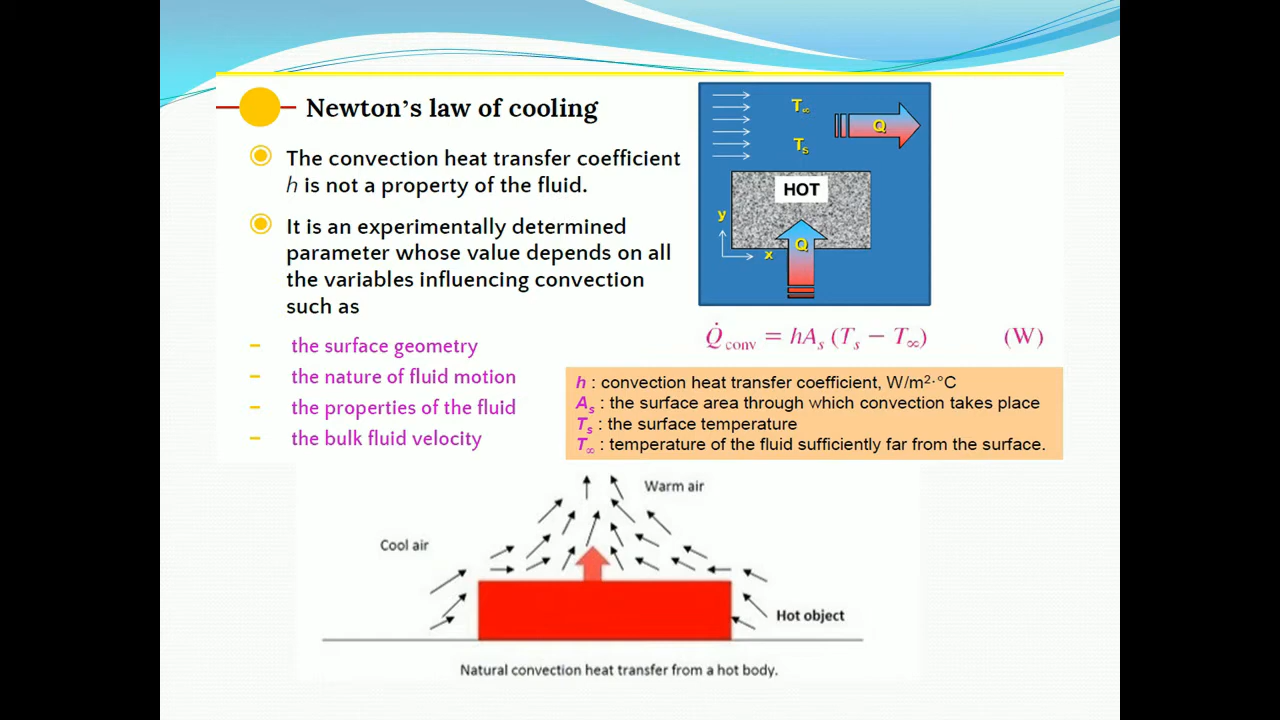 Newton's law of cooling
The convection heat transfer coefficient
h is not a property of the fluid.
It is an experimentally determined
parameter whose value depends on all
the variables influencing convection
such as
– the surface geometry
– the nature of fluid motion
– the properties of the fluid
– the bulk fluid velocity
T∞
Q
Ts
HOT
y
Q
x
Q̇conv = hAs (Ts − T∞) (W)
h : convection heat transfer coefficient, W/m²·°C
As : the surface area through which convection takes place
Ts : the surface temperature
T∞ : temperature of the fluid sufficiently far from the surface.
Warm air
Cool air
Hot object
Natural convection heat transfer from a hot body.